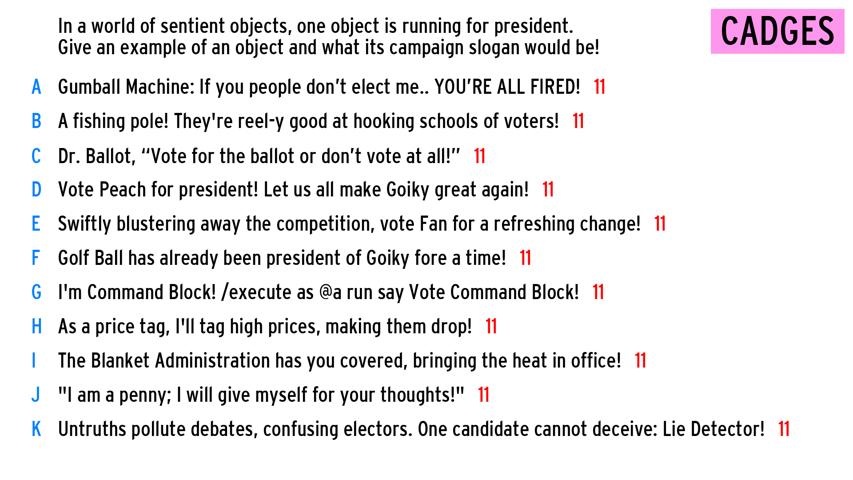 In a world of sentient objects, one object is running for president.
Give an example of an object and what its campaign slogan would be!
CADGES
A Gumball Machine: If you people don’t elect me.. YOU’RE ALL FIRED! 11
B A fishing pole! They're reel-y good at hooking schools of voters! 11
C Dr. Ballot, “Vote for the ballot or don’t vote at all!” 11
D Vote Peach for president! Let us all make Goiky great again! 11
E Swiftly blustering away the competition, vote Fan for a refreshing change! 11
F Golf Ball has already been president of Goiky fore a time! 11
G I'm Command Block! /execute as @a run say Vote Command Block! 11
H As a price tag, I'll tag high prices, making them drop! 11
I The Blanket Administration has you covered, bringing the heat in office! 11
J "I am a penny; I will give myself for your thoughts!" 11
K Untruths pollute debates, confusing electors. One candidate cannot deceive: Lie Detector! 11